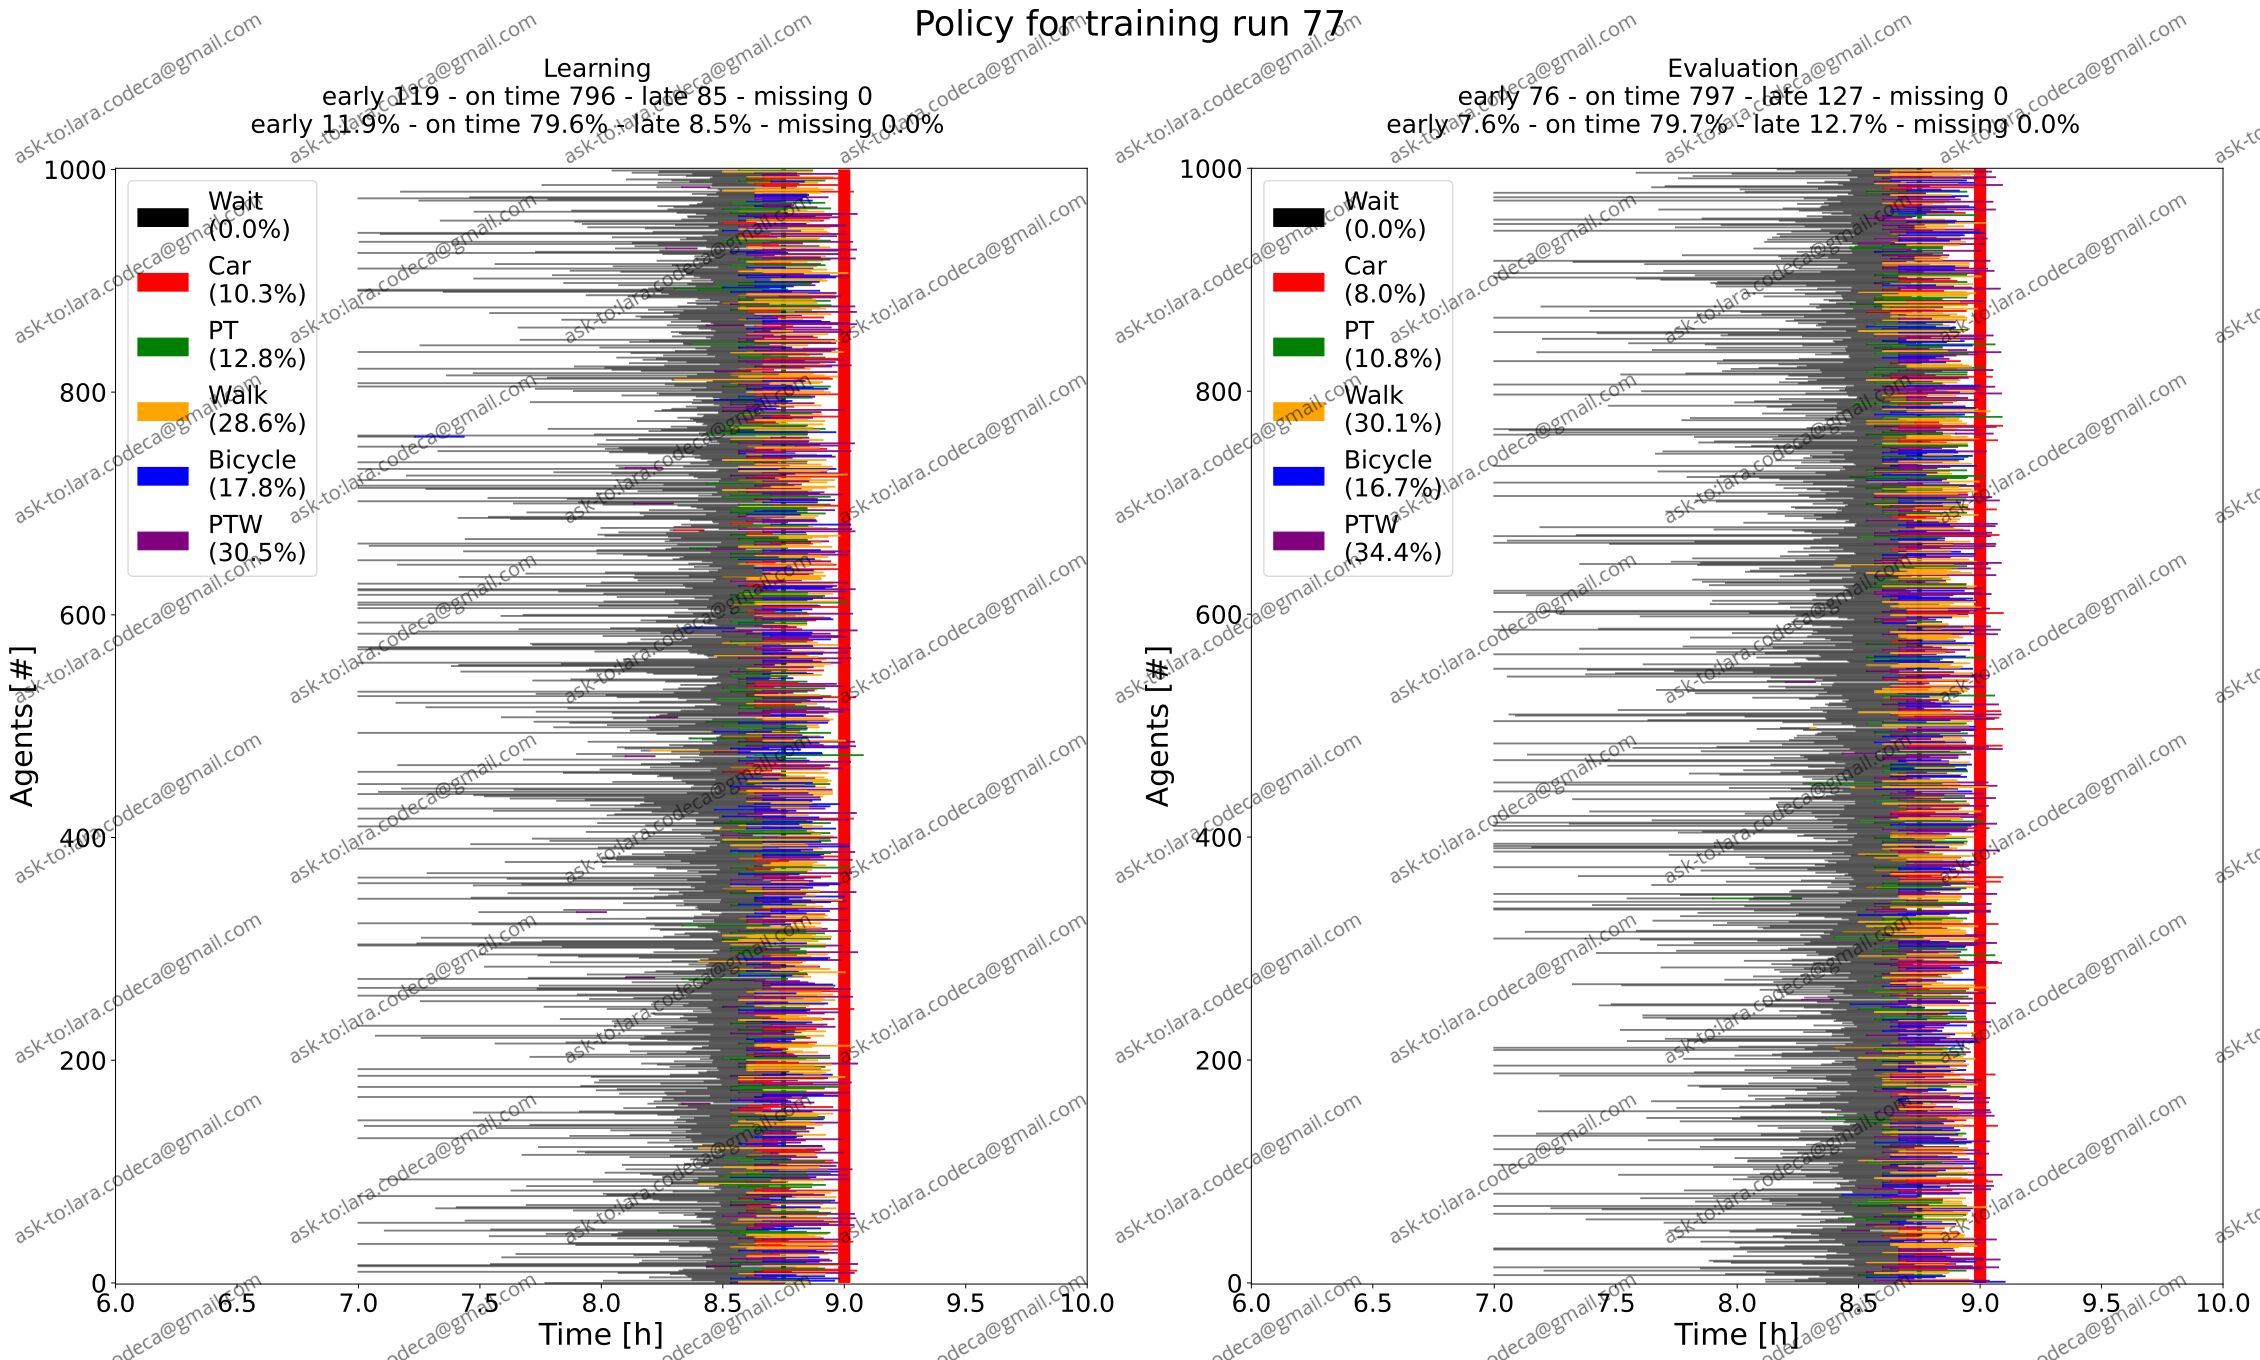 Policy for training run 77
Learning
early 119 - on time 796 - late 85 - missing 0
early 11.9% - on time 79.6% - late 8.5% - missing 0.0%
1000
800
600
400
200
0
Agents [#]
Wait
(0.0%)
Car
(10.3%)
PT
(12.8%)
Walk
(28.6%)
Bicycle
(17.8%)
PTW
(30.5%)
6.0 6.5 7.0 7.5 8.0 8.5 9.0 9.5 10.0
Time [h]
Evaluation
early 76 - on time 797 - late 127 - missing 0
early 7.6% - on time 79.7% - late 12.7% - missing 0.0%
1000
800
600
400
200
0
Agents [#]
Wait
(0.0%)
Car
(8.0%)
PT
(10.8%)
Walk
(30.1%)
Bicycle
(16.7%)
PTW
(34.4%)
6.0 6.5 7.0 7.5 8.0 8.5 9.0 9.5 10.0
Time [h]
ask-to:lara.codeca@gmail.com